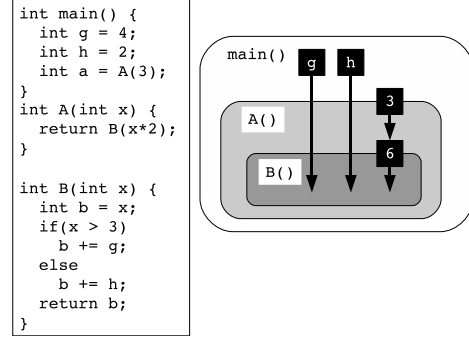 int main() {
  int g = 4;
  int h = 2;
  int a = A(3);
}
int A(int x) {
  return B(x*2);
}

int B(int x) {
  int b = x;
  if(x > 3)
    b += g;
  else
    b += h;
  return b;
}
main()
g
h
3
A()
6
B()